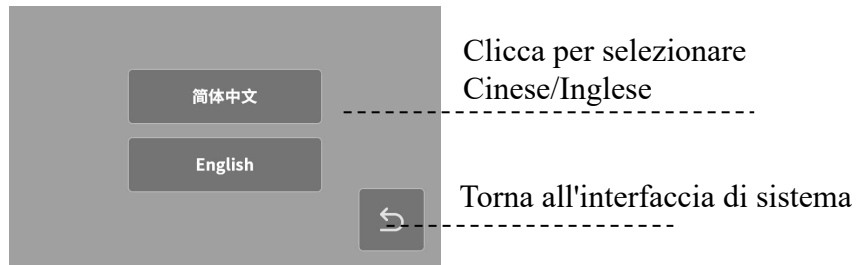 简体中文
English
Clicca per selezionare
Cinese/Inglese
Torna all'interfaccia di sistema